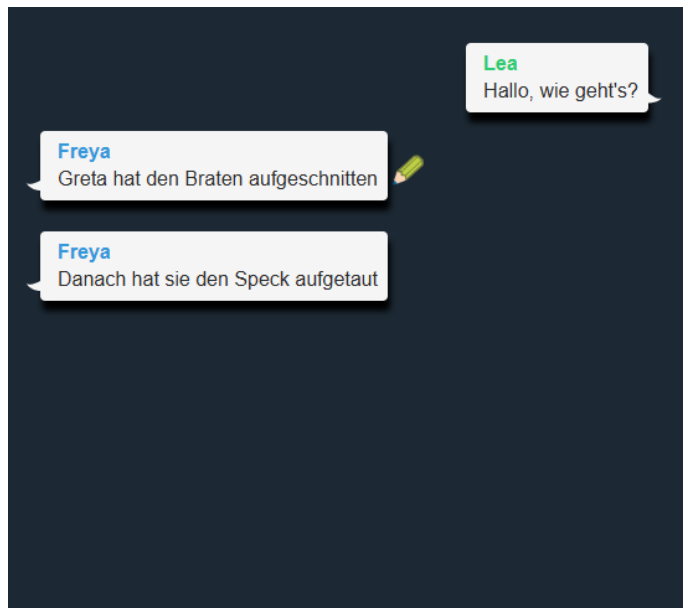 Lea
Hallo, wie geht's?
Freya
Greta hat den Braten aufgeschnitten
Freya
Danach hat sie den Speck aufgetaut